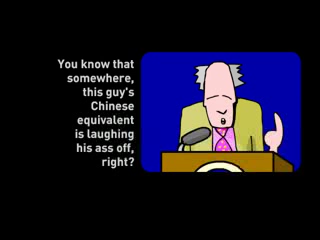 You know that
somewhere,
this guy's
Chinese
equivalent
is laughing
his ass off,
right?